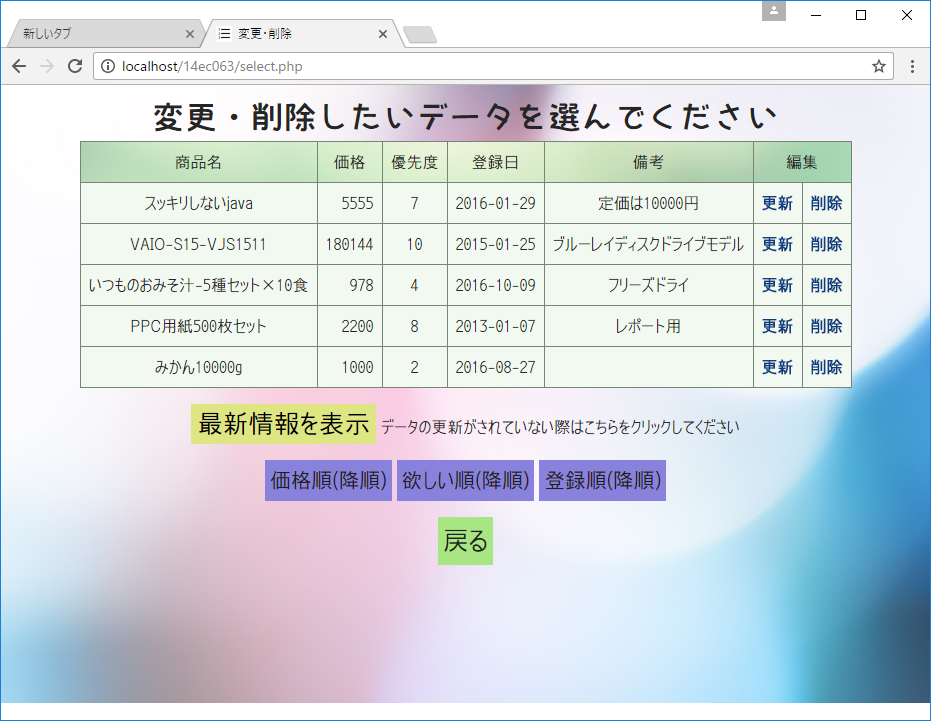 新しいタブ
変更・削除
localhost/14ec063/select.php
変更・削除したいデータを選んでください
商品名 価格 優先度 登録日 備考 編集
スッキリしないjava 5555 7 2016-01-29 定価は10000円 更新 削除
VAIO-S15-VJS1511 180144 10 2015-01-25 ブルーレイディスクドライブモデル 更新 削除
いつものおみそ汁-5種セット×10食 978 4 2016-10-09 フリーズドライ 更新 削除
PPC用紙500枚セット 2200 8 2013-01-07 レポート用 更新 削除
みかん10000g 1000 2 2016-08-27 更新 削除
最新情報を表示 データの更新がされていない際はこちらをクリックしてください
価格順(降順) 欲しい順(降順) 登録順(降順)
戻る